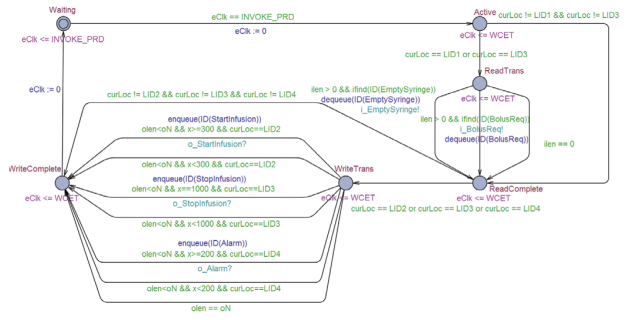 Waiting
eClk == INVOKE_PRD
eClk <= INVOKE_PRD
eClk := 0
Active
curLoc != LID1 && curLoc != LID3
eClk <= WCET
curLoc == LID1 or curLoc == LID3
ReadTrans
eClk <= WCET
eClk := 0
curLoc != LID2 && curLoc != LID3 && curLoc != LID4
ilen > 0 && ifind(ID(EmptySyringe))
dequeue(ID(EmptySyringe))
i_EmptySyringe!
ilen > 0 && ifind(ID(BolusReq))
i_BolusReq!
dequeue(ID(BolusReq))
ilen == 0
enqueue(ID(StartInfusion))
olen<oN && x>=300 && curLoc==LID2
o_StartInfusion?
olen<oN && x<300 && curLoc==LID2
WriteComplete
eClk <= WCET
enqueue(ID(StopInfusion))
olen<oN && x==1000 && curLoc==LID3
o_StopInfusion?
olen<oN && x<1000 && curLoc==LID3
WriteTrans
eClk <= WCET
ReadComplete
eClk <= WCET
curLoc == LID2 or curLoc == LID3 or curLoc == LID4
enqueue(ID(Alarm))
olen<oN && x>=200 && curLoc==LID4
o_Alarm?
olen<oN && x<200 && curLoc==LID4
olen == oN